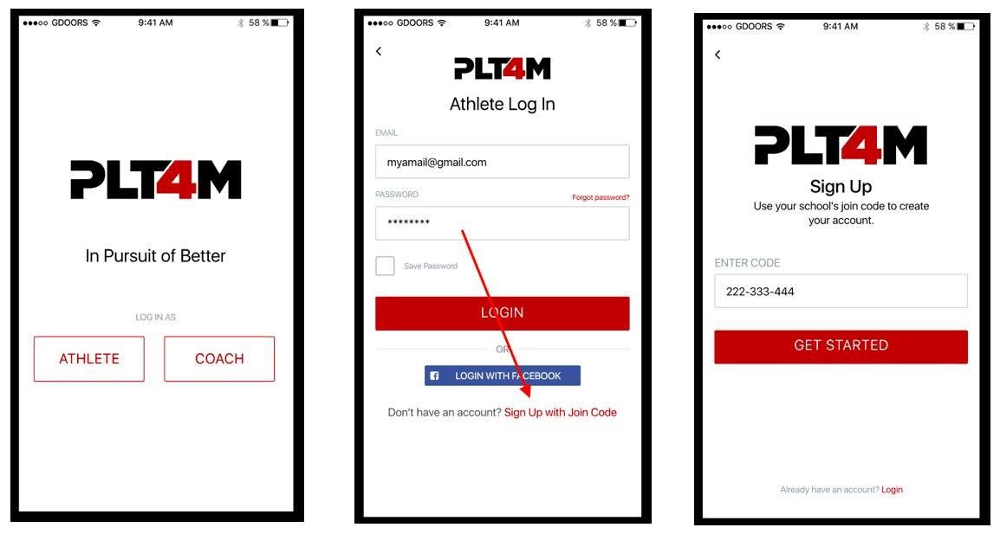 GDOORS 9:41 AM 58 %
PLT4M
In Pursuit of Better
LOG IN AS
ATHLETE COACH
GDOORS 9:41 AM 58 %
PLT4M
Athlete Log In
EMAIL
myamail@gmail.com
PASSWORD Forgot password?
********
Save Password
LOGIN
OR
LOGIN WITH FACEBOOK
Don't have an account? Sign Up with Join Code
GDOORS 9:41 AM 58 %
PLT4M
Sign Up
Use your school's join code to create
your account.
ENTER CODE
222-333-444
GET STARTED
Already have an account? Login